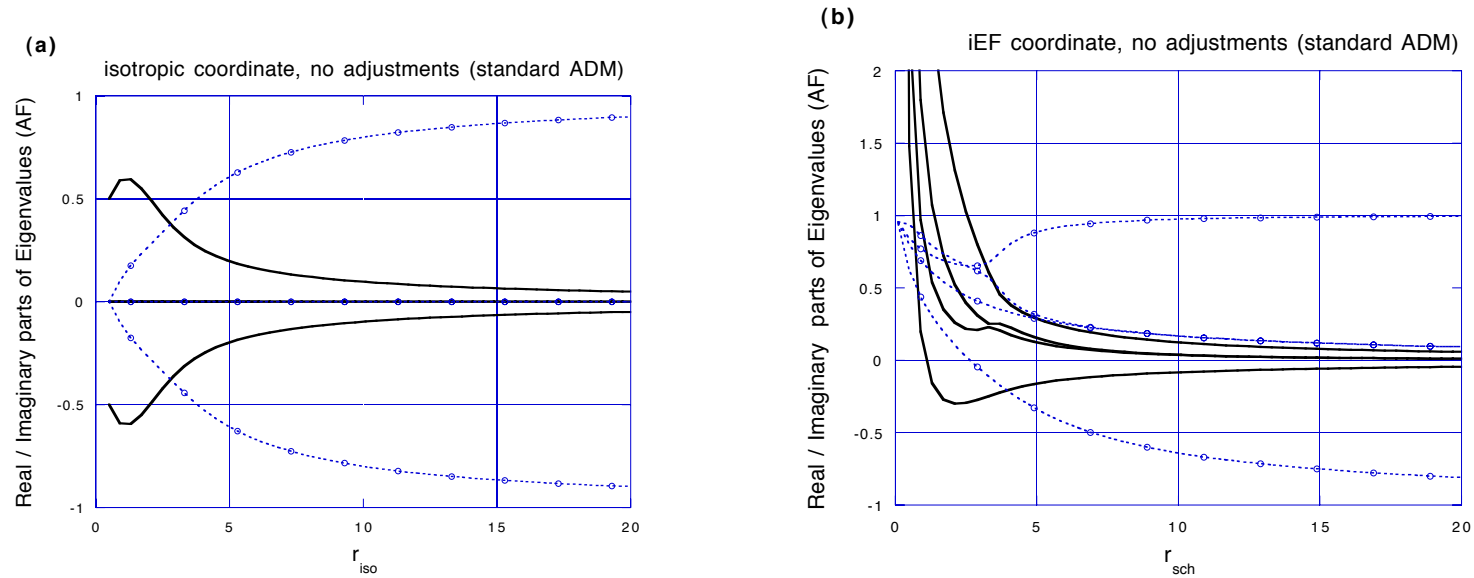 (a)
isotropic coordinate, no adjustments (standard ADM)
Real / Imaginary parts of Eigenvalues (AF)
1
0.5
0
-0.5
-1
0 5 10 15 20
r iso
(b)
iEF coordinate, no adjustments (standard ADM)
Real / Imaginary parts of Eigenvalues (AF)
2
1.5
1
0.5
0
-0.5
-1
0 5 10 15 20
r sch